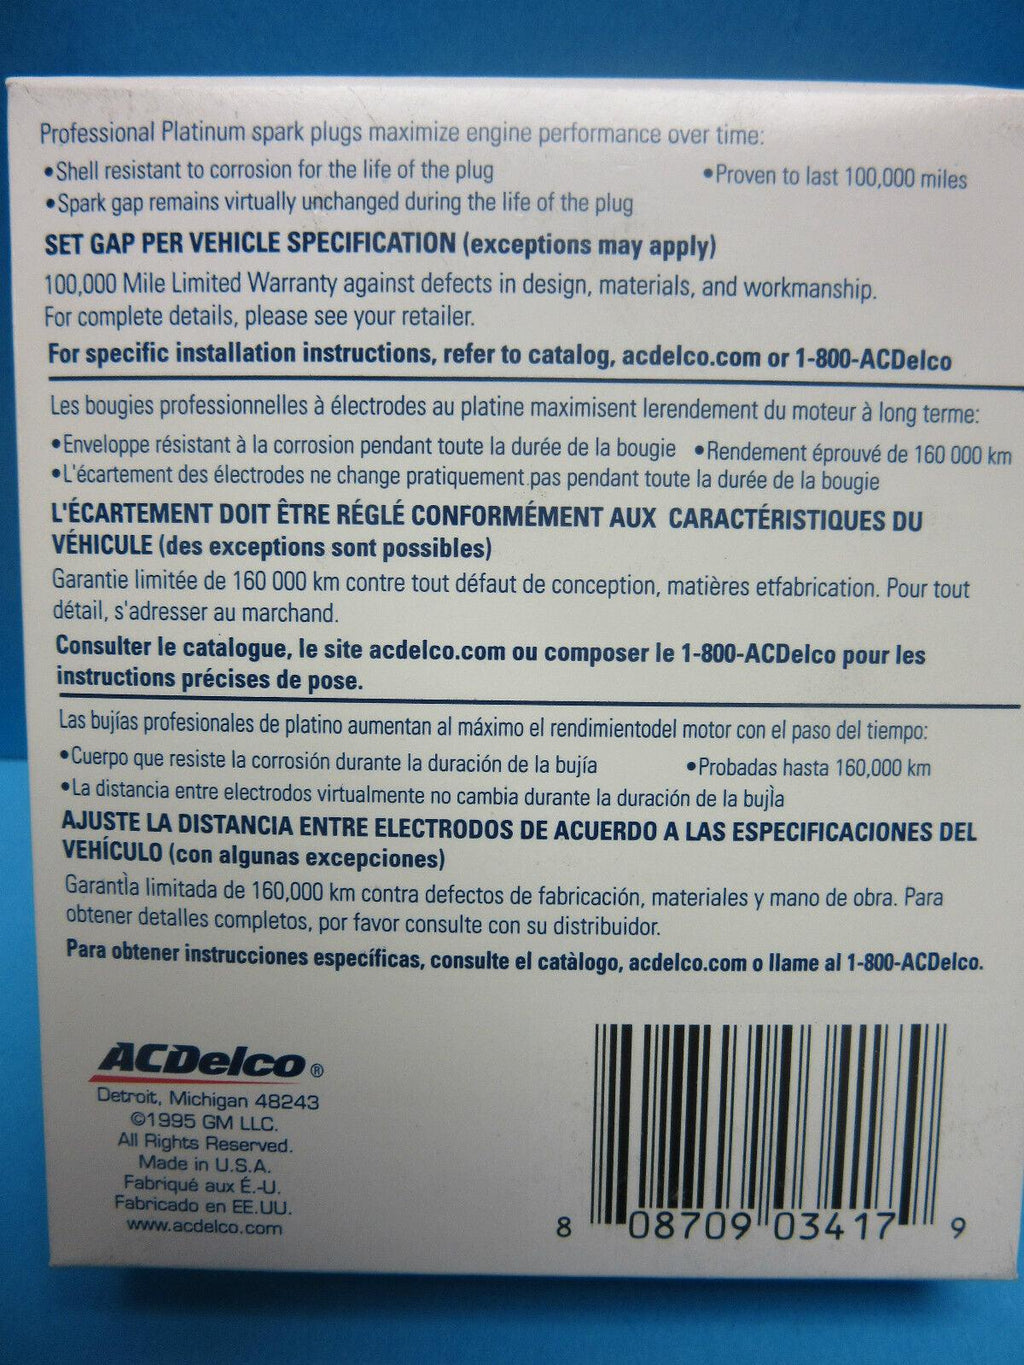 Professional Platinum spark plugs maximize engine performance over time:
•Shell resistant to corrosion for the life of the plug •Proven to last 100,000 miles
•Spark gap remains virtually unchanged during the life of the plug
SET GAP PER VEHICLE SPECIFICATION (exceptions may apply)
100,000 Mile Limited Warranty against defects in design, materials, and workmanship.
For complete details, please see your retailer.
For specific installation instructions, refer to catalog, acdelco.com or 1-800-ACDelco
Les bougies professionnelles à électrodes au platine maximisent lerendement du moteur à long terme:
•Enveloppe résistant à la corrosion pendant toute la durée de la bougie •Rendement éprouvé de 160 000 km
•L'écartement des électrodes ne change pratiquement pas pendant toute la durée de la bougie
L'ÉCARTEMENT DOIT ÊTRE RÉGLÉ CONFORMÉMENT AUX CARACTÉRISTIQUES DU
VÉHICULE (des exceptions sont possibles)
Garantie limitée de 160 000 km contre tout défaut de conception, matières etfabrication. Pour tout
détail, s'adresser au marchand.
Consulter le catalogue, le site acdelco.com ou composer le 1-800-ACDelco pour les
instructions précises de pose.
Las bujías profesionales de platino aumentan al máximo el rendimientodel motor con el paso del tiempo:
•Cuerpo que resiste la corrosión durante la duración de la bujía •Probadas hasta 160,000 km
•La distancia entre electrodos virtualmente no cambia durante la duración de la bujìa
AJUSTE LA DISTANCIA ENTRE ELECTRODOS DE ACUERDO A LAS ESPECIFICACIONES DEL
VEHÍCULO (con algunas excepciones)
Garantìa limitada de 160,000 km contra defectos de fabricación, materiales y mano de obra. Para
obtener detalles completos, por favor consulte con su distribuidor.
Para obtener instrucciones específicas, consulte el catàlogo, acdelco.com o llame al 1-800-ACDelco.
ACDelco®
Detroit, Michigan 48243
©1995 GM LLC.
All Rights Reserved.
Made in U.S.A.
Fabriqué aux É.-U.
Fabricado en EE.UU.
www.acdelco.com
8 08709 03417 9